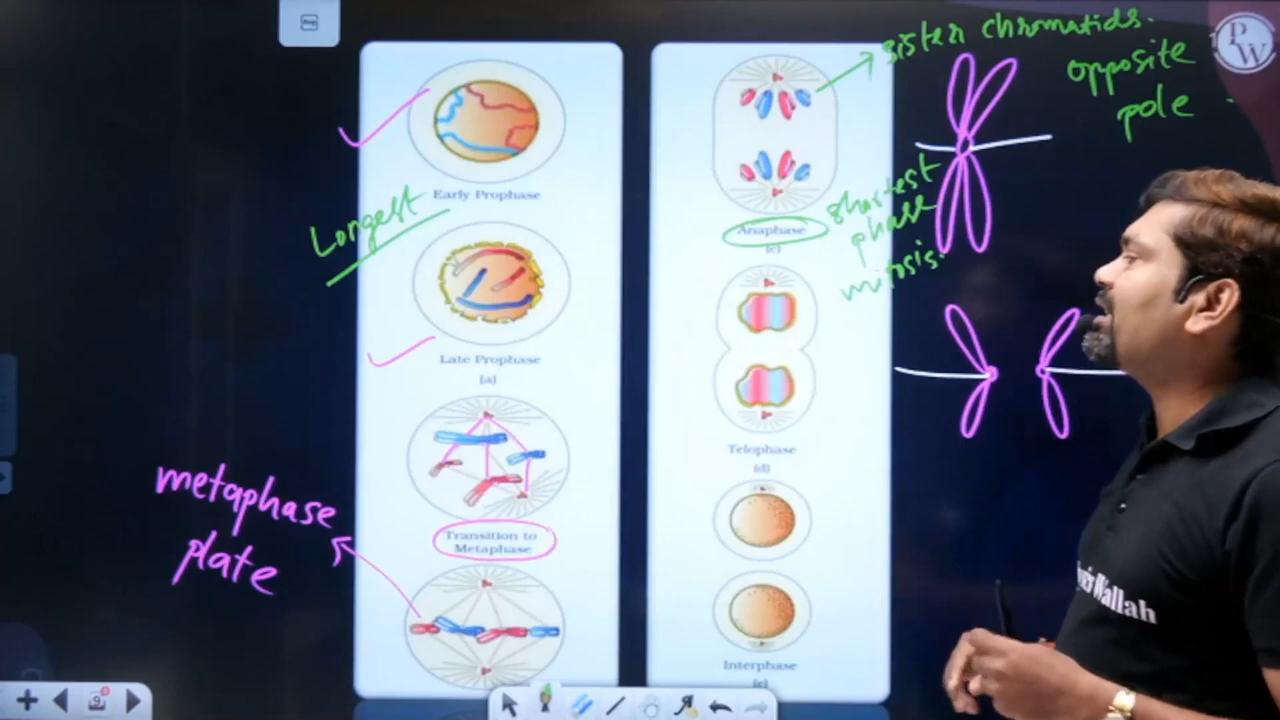 sister chromatids.
opposite
pole
P
W
Early Prophase
Longest
shortest
phase
mitosis.
Anaphase
(c)
Late Prophase
(a)
metaphase
plate
Transition to
Metaphase
Telophase
(d)
Interphase
(e)
Wallah
9